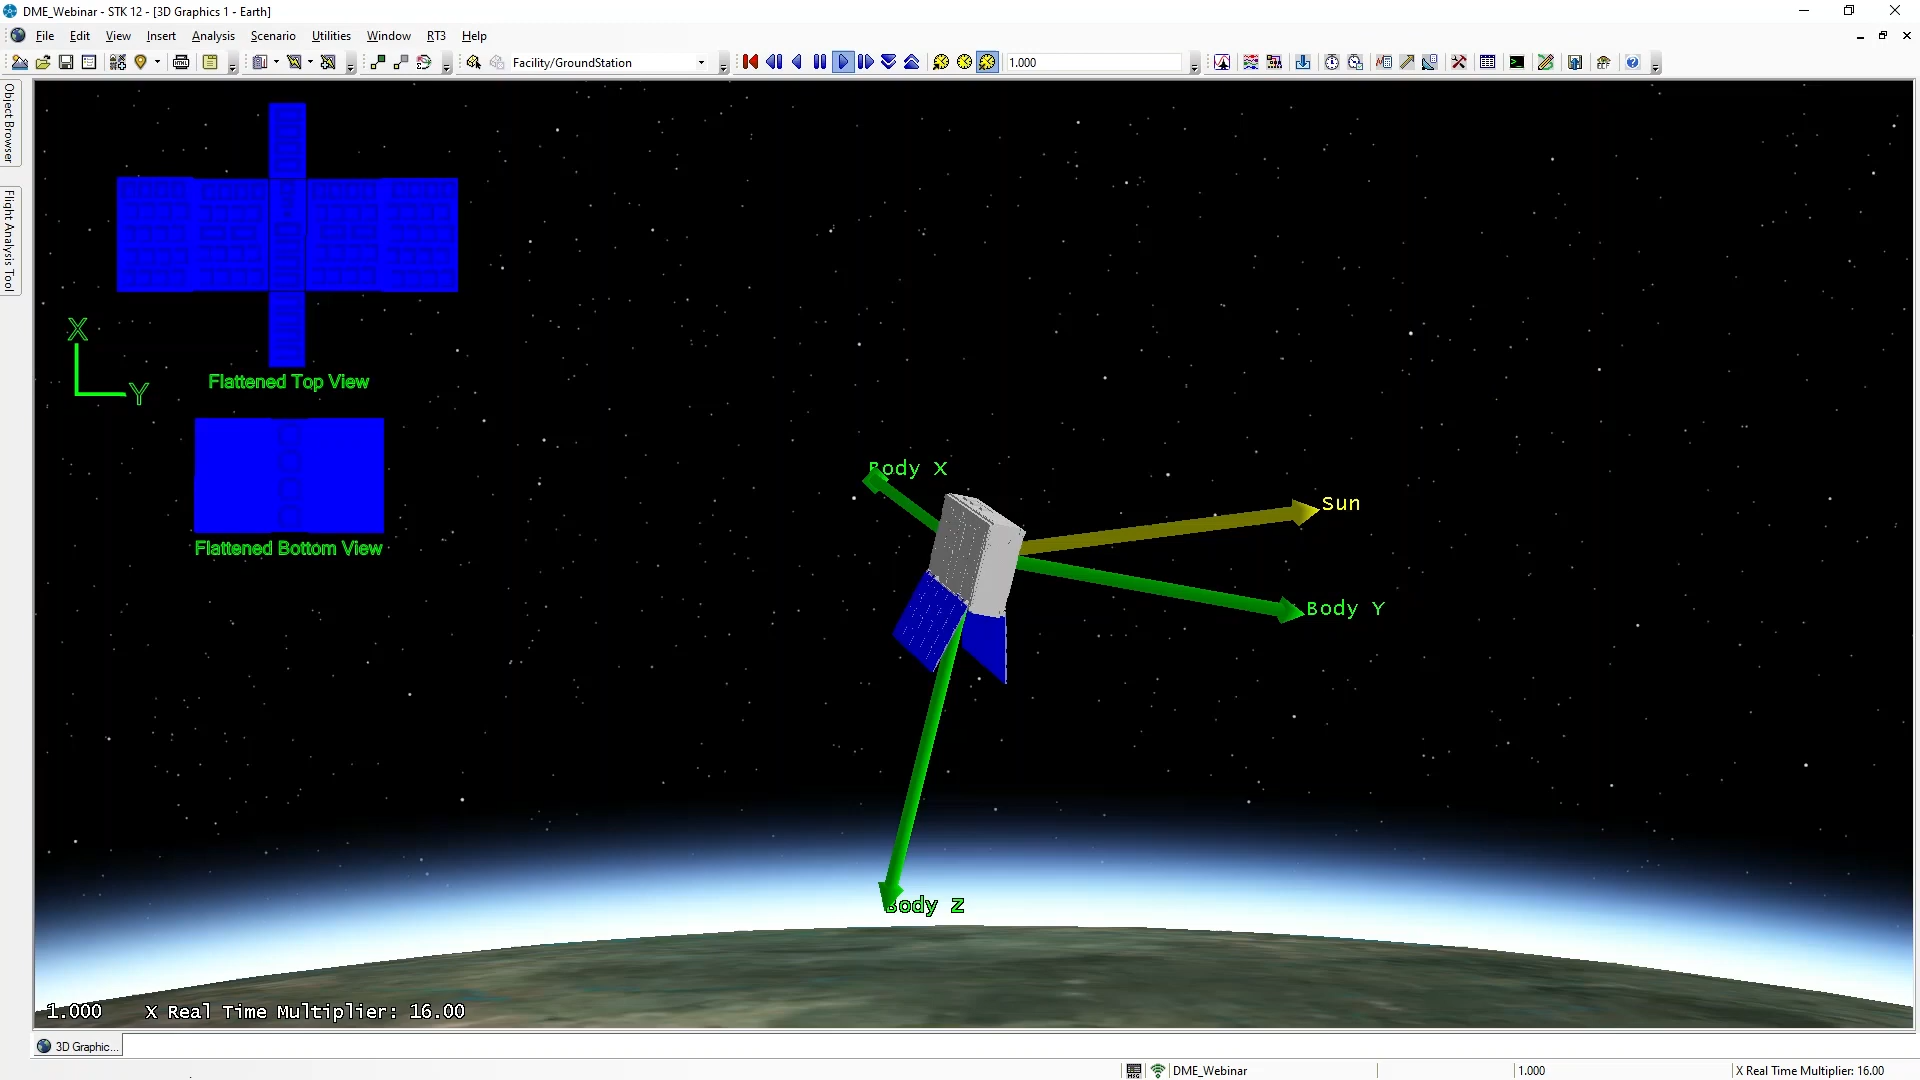 DME_Webinar - STK 12 - [3D Graphics 1 - Earth]
File Edit View Insert Analysis Scenario Utilities Window RT3 Help
Facility/GroundStation 1.000
Object Browser
Flight Analysis Tool
X
Y
Flattened Top View
Flattened Bottom View
Body X
Sun
Body Y
Body Z
1.000 X Real Time Multiplier: 16.00
3D Graphic...
DME_Webinar 1.000 X Real Time Multiplier: 16.00